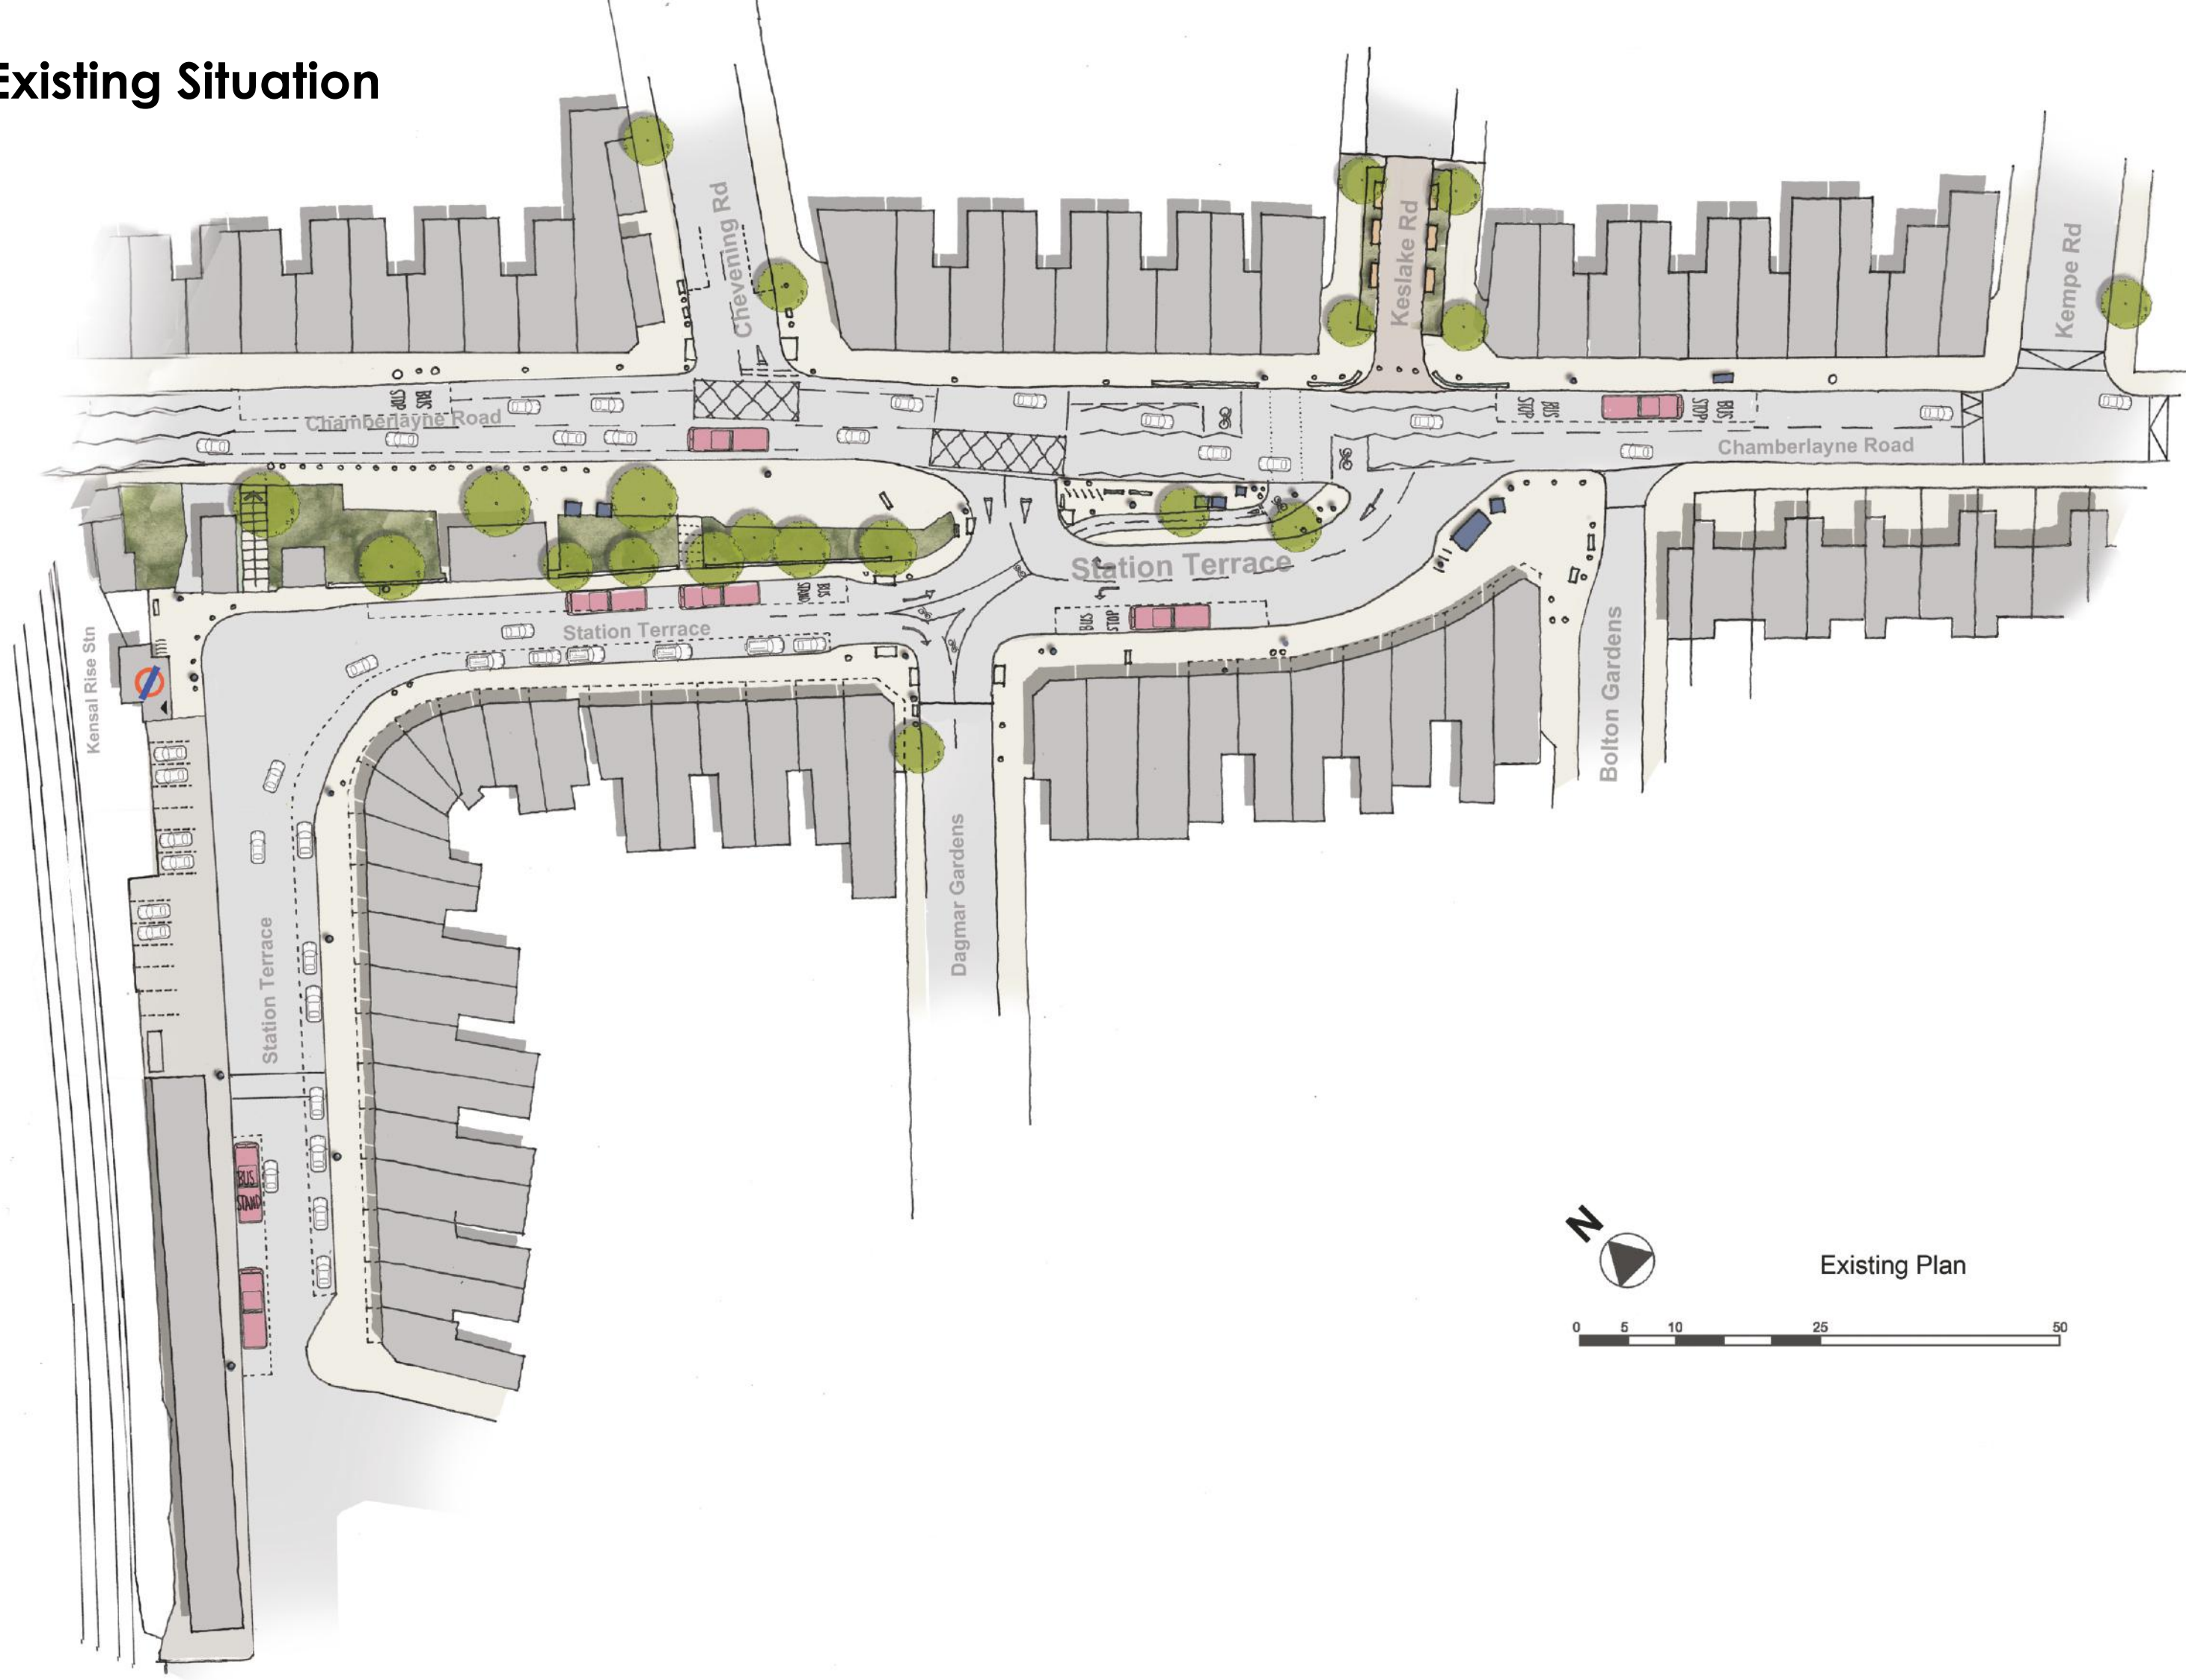 Existing Situation
Chevening Rd
Keslake Rd
Kempe Rd
BUS
STOP
Chamberlayne Road
BUS
STOP
BUS
STOP
Chamberlayne Road
Station Terrace
BUS
STAND
Station Terrace
BUS
STOP
Kensal Rise Stn
Bolton Gardens
Dagmar Gardens
Station Terrace
BUS
STAND
N
Existing Plan
0 5 10 25 50